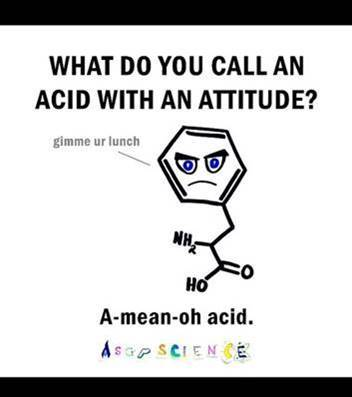 WHAT DO YOU CALL AN
ACID WITH AN ATTITUDE?
gimme ur lunch
NH2
O
HO
A-mean-oh acid.
ASAP SCIENCE